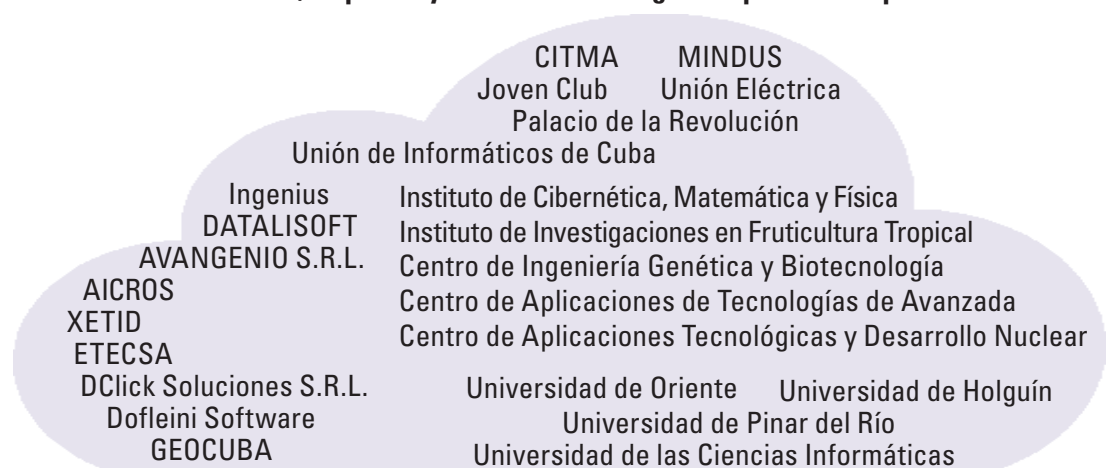 CITMA MINDUS
Joven Club Unión Eléctrica
Palacio de la Revolución
Unión de Informáticos de Cuba
Ingenius
DATALISOFT
AVANGENIO S.R.L.
AICROS
XETID
ETECSA
DClick Soluciones S.R.L.
Dofleini Software
GEOCUBA
Instituto de Cibernética, Matemática y Física
Instituto de Investigaciones en Fruticultura Tropical
Centro de Ingeniería Genética y Biotecnología
Centro de Aplicaciones de Tecnologías de Avanzada
Centro de Aplicaciones Tecnológicas y Desarrollo Nuclear
Universidad de Oriente Universidad de Holguín
Universidad de Pinar del Río
Universidad de las Ciencias Informáticas